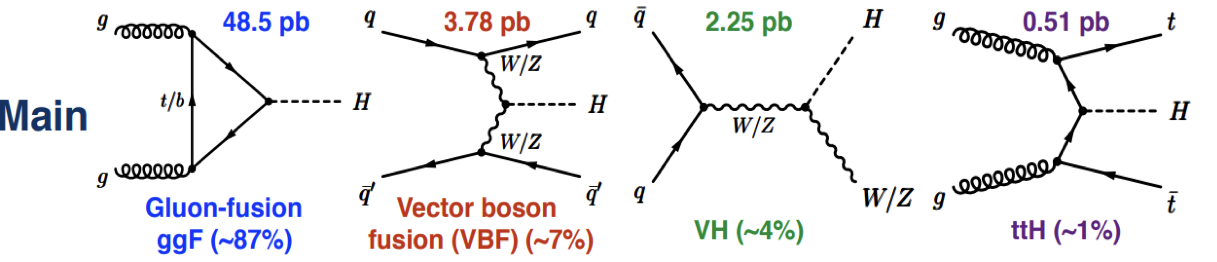 Main
g 48.5 pb
t/b
H
g
Gluon-fusion
ggF (~87%)
q 3.78 pb q
W/Z
H
W/Z
q̄′ q̄′
Vector boson
fusion (VBF) (~7%)
q̄ 2.25 pb H
W/Z
q W/Z
VH (~4%)
g 0.51 pb t
H
g t̄
ttH (~1%)